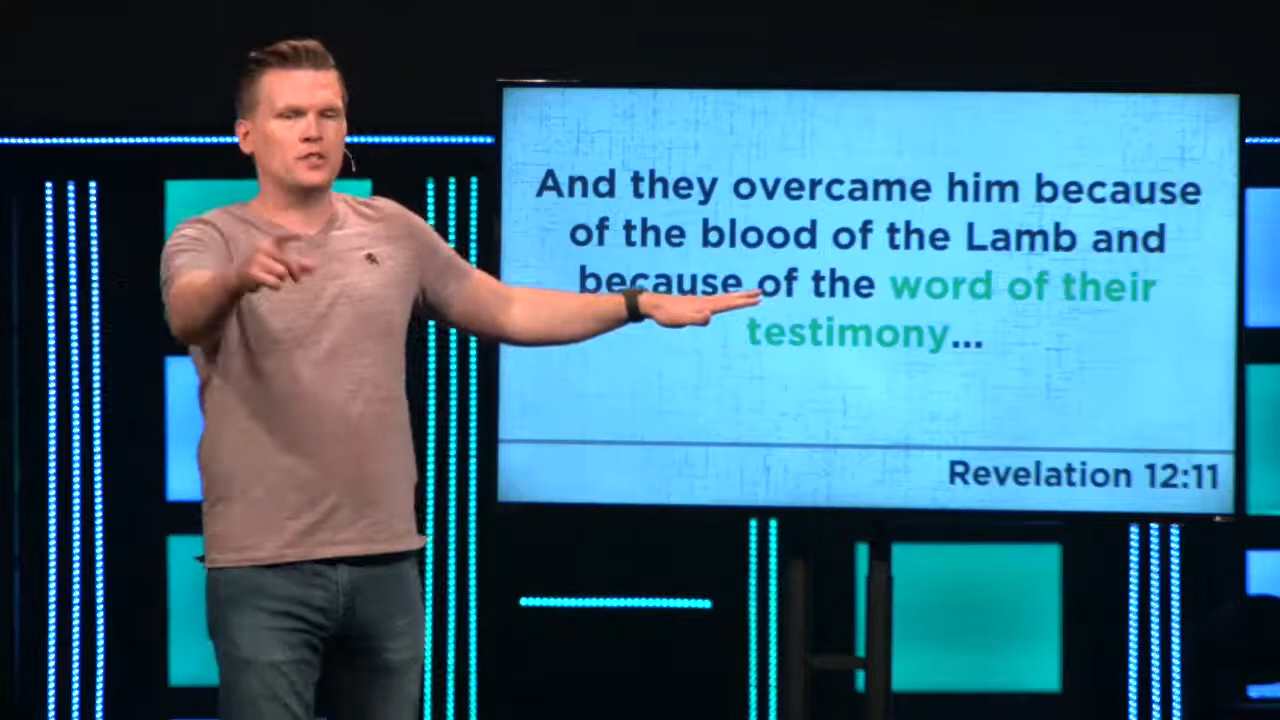 And they overcame him because
of the blood of the Lamb and
because of the word of their
testimony...
Revelation 12:11